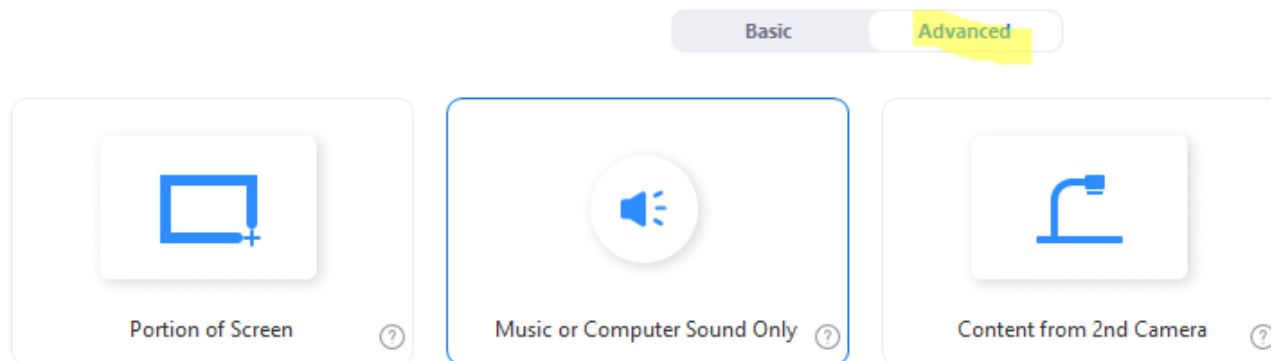 Basic Advanced
Portion of Screen ? Music or Computer Sound Only ? Content from 2nd Camera ?